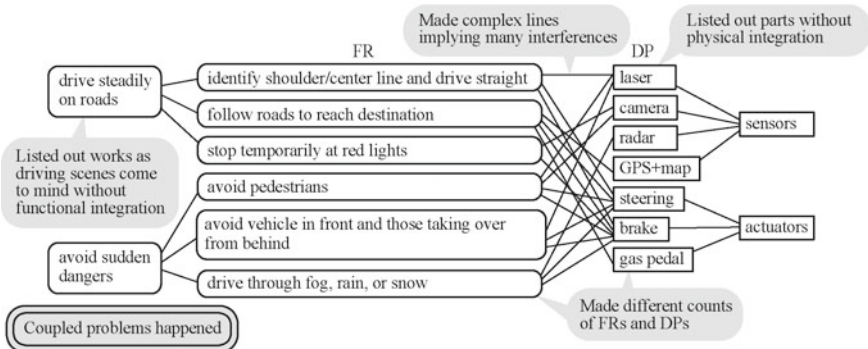 Made complex lines
implying many interferences
Listed out parts without
physical integration
FR
DP
drive steadily
on roads
identify shoulder/center line and drive straight
follow roads to reach destination
stop temporarily at red lights
Listed out works as
driving scenes come
to mind without
functional integration
avoid pedestrians
avoid vehicle in front and those taking over
from behind
avoid sudden
dangers
drive through fog, rain, or snow
laser
camera
radar
GPS+map
steering
brake
gas pedal
sensors
actuators
Coupled problems happened
Made different counts
of FRs and DPs